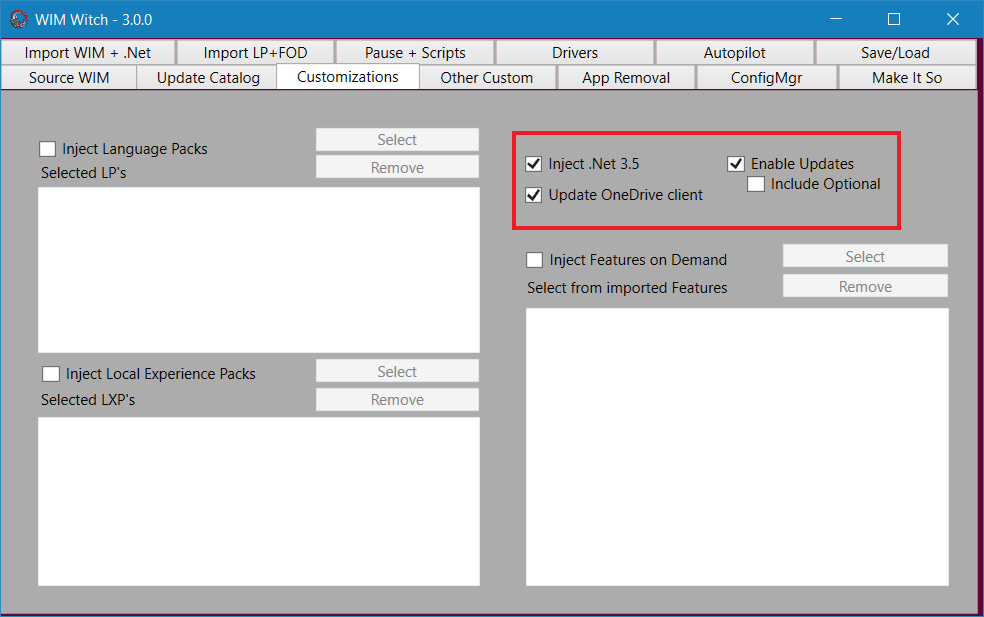 WIM Witch - 3.0.0
Import WIM + .Net Import LP+FOD Pause + Scripts Drivers Autopilot Save/Load
Source WIM Update Catalog Customizations Other Custom App Removal ConfigMgr Make It So
Inject Language Packs Select
Selected LP's Remove
Inject .Net 3.5 Enable Updates
Include Optional
Update OneDrive client
Inject Features on Demand Select
Select from imported Features Remove
Inject Local Experience Packs Select
Selected LXP's Remove